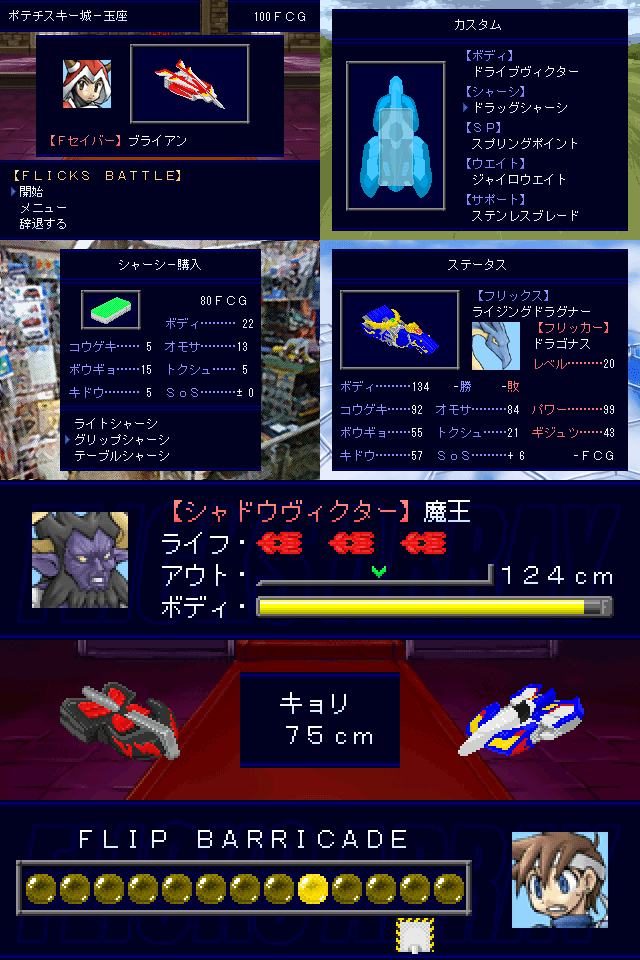 ポテチスキー城-玉座
100FCG
【Fセイバー】ブライアン
【FLICKS BATTLE】
開始
メニュー
辞退する
カスタム
【ボディ】
ドライブヴィクター
【シャーシ】
ドラッグシャーシ
【SP】
スプリングポイント
【ウエイト】
ジャイロウエイト
【サポート】
ステンレスブレード
シャーシー購入
80FCG
ボディ……… 22
コウゲキ…… 5 オモサ……… 13
ボウギョ…… 15 トクシュ…… 5
キドウ……… 5 SoS……… ± 0
ライトシャーシ
グリップシャーシ
テーブルシャーシ
ステータス
【フリックス】
ライジングドラグナー
【フリッカー】
ドラゴナス
レベル………20
ボディ………134 -勝 -敗
コウゲキ……92 オモサ………84 パワー………99
ボウギョ……55 トクシュ……21 ギジュツ……43
キドウ………57 SoS……+ 6 -FCG
【シャドウヴィクター】魔王
ライフ・
アウト・ 124cm
ボディ・ F
キョリ
75cm
FLIP BARRICADE